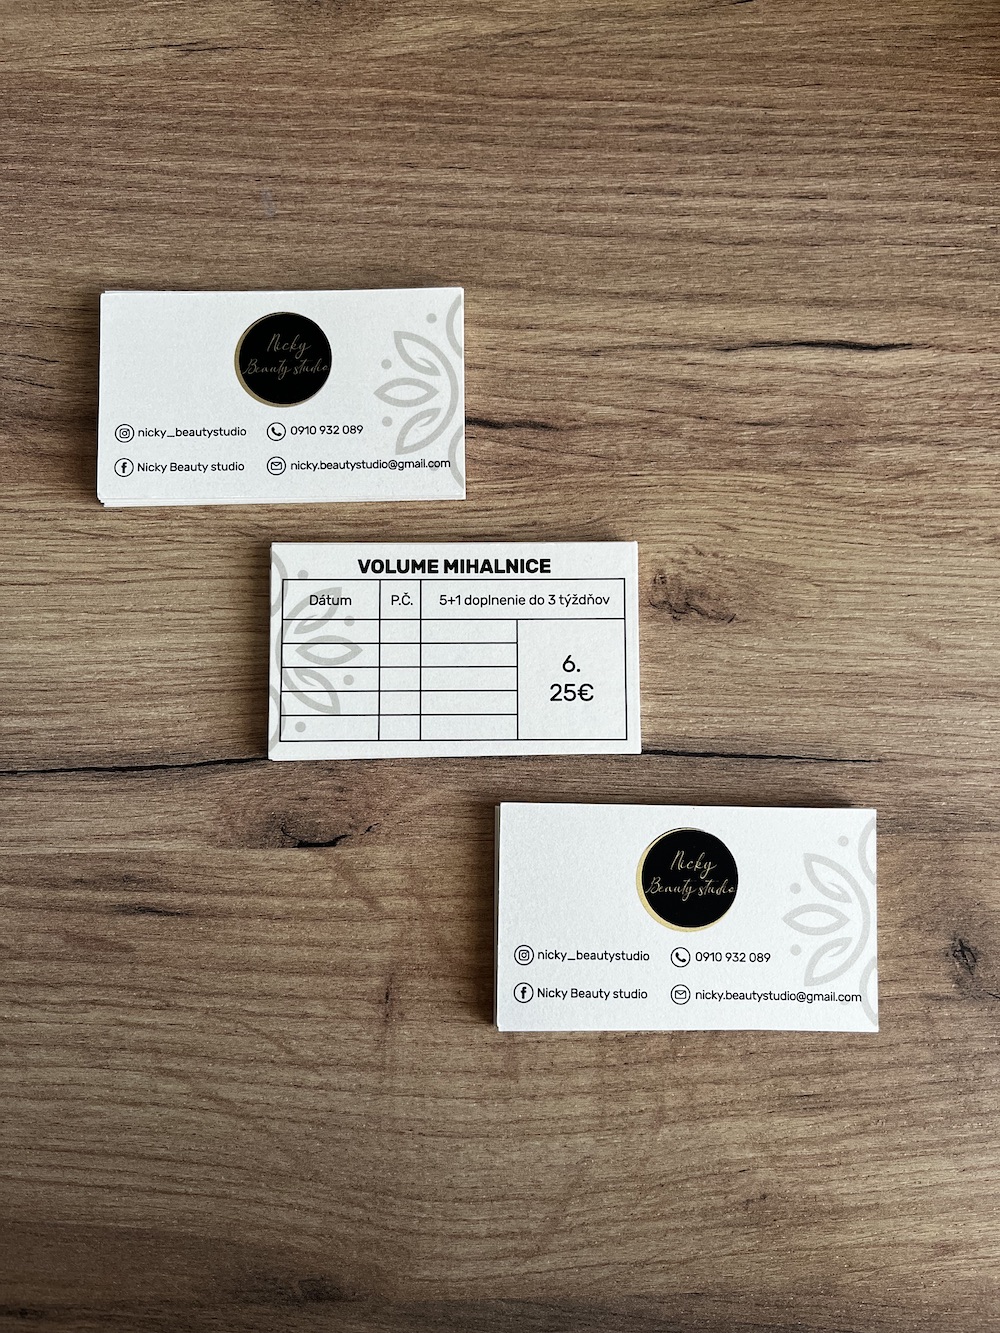 Nicky
Beauty studio
nicky_beautystudio 0910 932 089
Nicky Beauty studio nicky.beautystudio@gmail.com
VOLUME MIHALNICE
Dátum P.Č. 5+1 doplnenie do 3 týždňov
6.
25€
Nicky
Beauty studio
nicky_beautystudio 0910 932 089
Nicky Beauty studio nicky.beautystudio@gmail.com